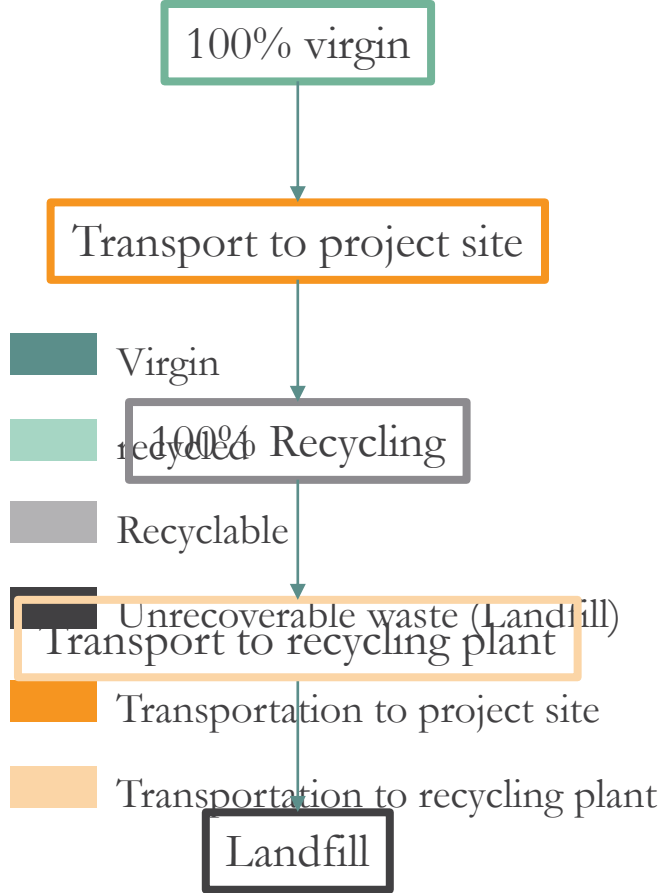 100% virgin
Transport to project site
Virgin
recycled
100% Recycling
Recyclable
Unrecoverable waste (Landfill)
Transport to recycling plant
Transportation to project site
Transportation to recycling plant
Landfill